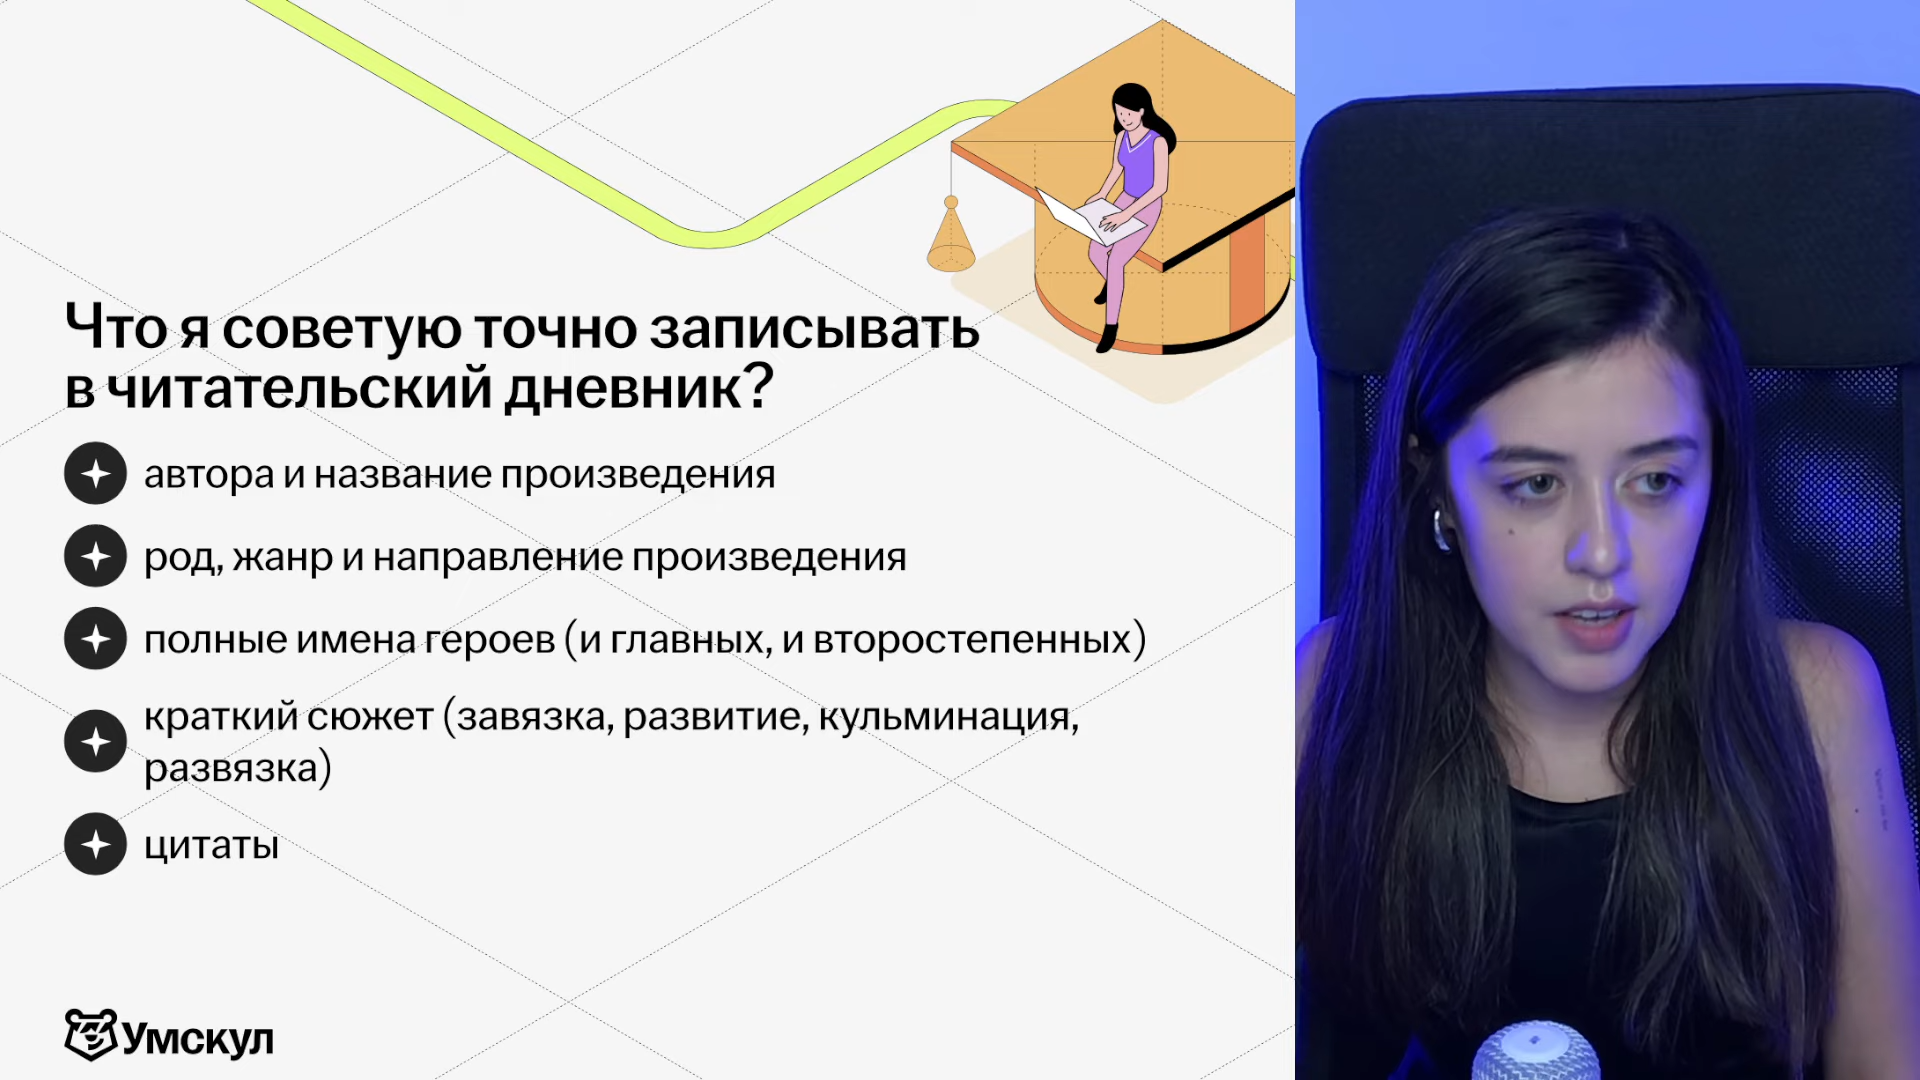 Что я советую точно записывать
в читательский дневник?
автора и название произведения
род, жанр и направление произведения
полные имена героев (и главных, и второстепенных)
краткий сюжет (завязка, развитие, кульминация,
развязка)
цитаты
Умскул